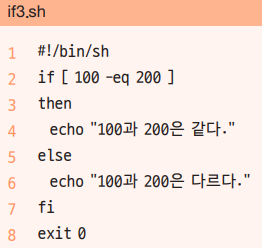 if3.sh
1 #!/bin/sh
2 if [ 100 -eq 200 ]
3 then
4 echo "100과 200은 같다."
5 else
6 echo "100과 200은 다르다."
7 fi
8 exit 0